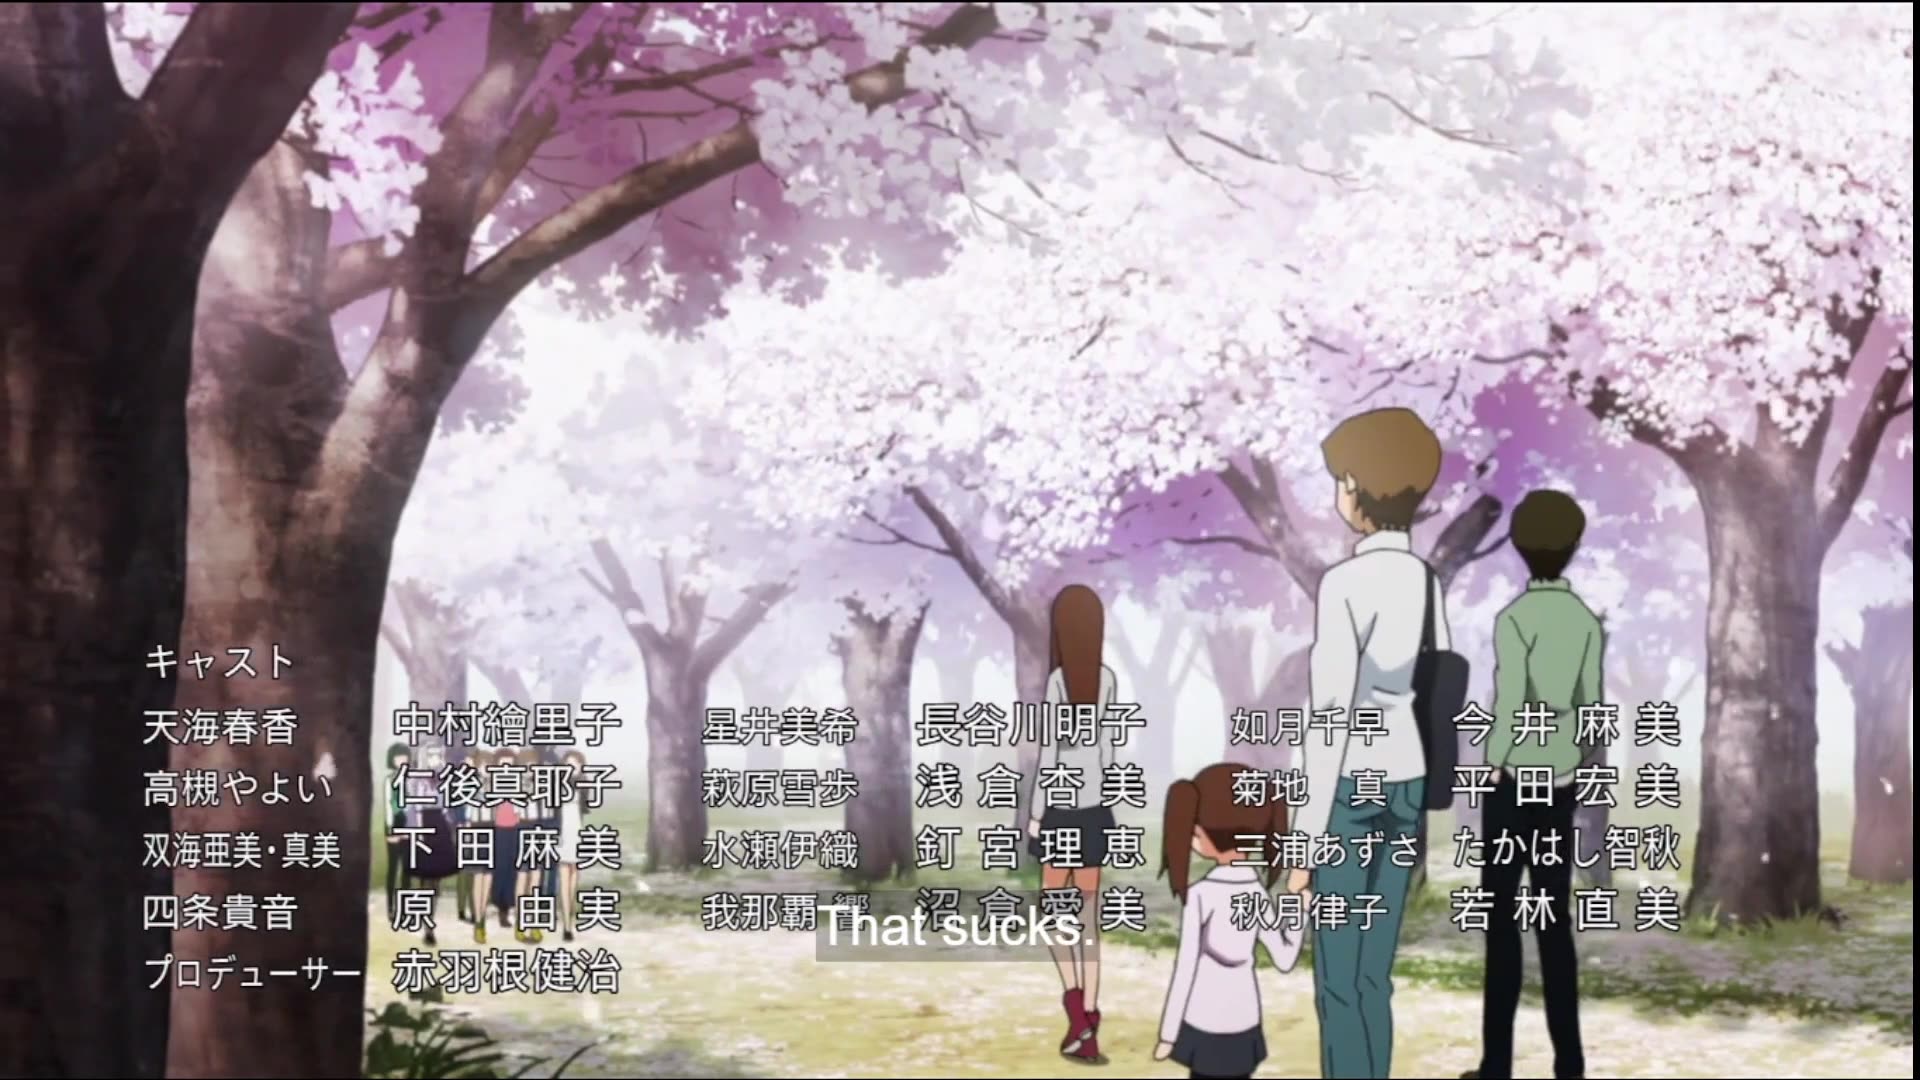 キャスト
天海春香 中村繪里子 星井美希 長谷川明子 如月千早 今井麻美
高槻やよい 仁後真耶子 萩原雪歩 浅倉杏美 菊地 真 平田宏美
双海亜美・真美 下田麻美 水瀬伊織 釘宮理恵 三浦あずさ たかはし智秋
四条貴音 原由実 我那覇 響 沼倉愛美 秋月律子 若林直美
プロデューサー 赤羽根健治
That sucks.